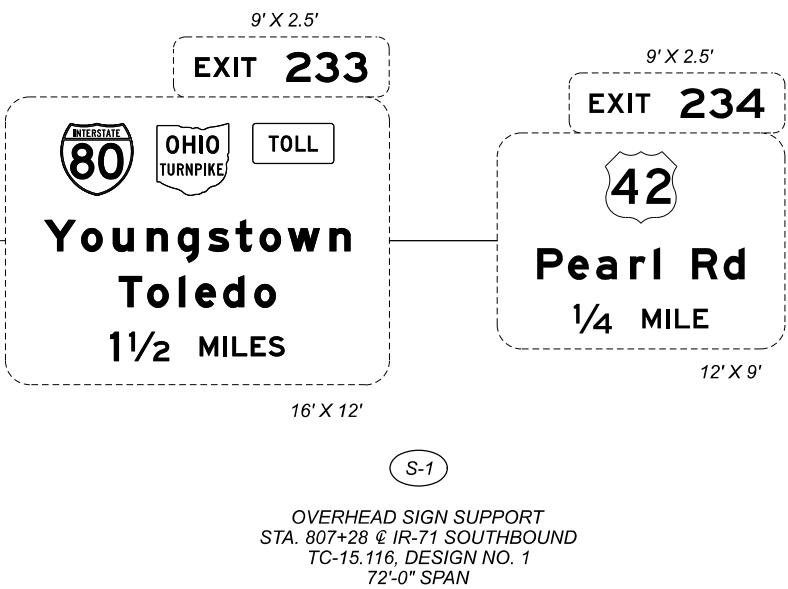 9' X 2.5'
EXIT 233
INTERSTATE
80
OHIO
TURNPIKE
TOLL
Youngstown
Toledo
1 1/2 MILES
16' X 12'
9' X 2.5'
EXIT 234
42
Pearl Rd
1/4 MILE
12' X 9'
S-1
OVERHEAD SIGN SUPPORT
STA. 807+28 ℄ IR-71 SOUTHBOUND
TC-15.116, DESIGN NO. 1
72'-0" SPAN